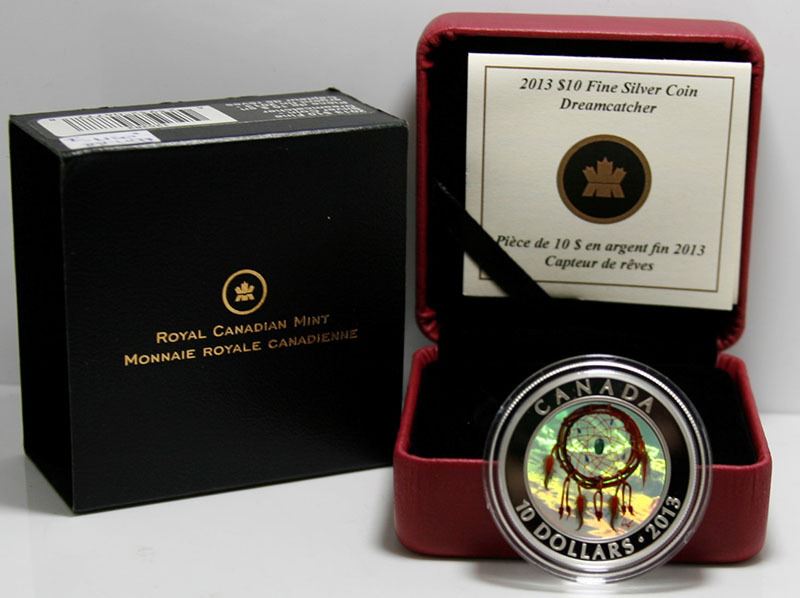 ROYAL CANADIAN MINT
MONNAIE ROYALE CANADIENNE
2013 $10 Fine Silver Coin
Dreamcatcher
Pièce de 10 $ en argent fin 2013
Capteur de rêves
CANADA
10 DOLLARS • 2013